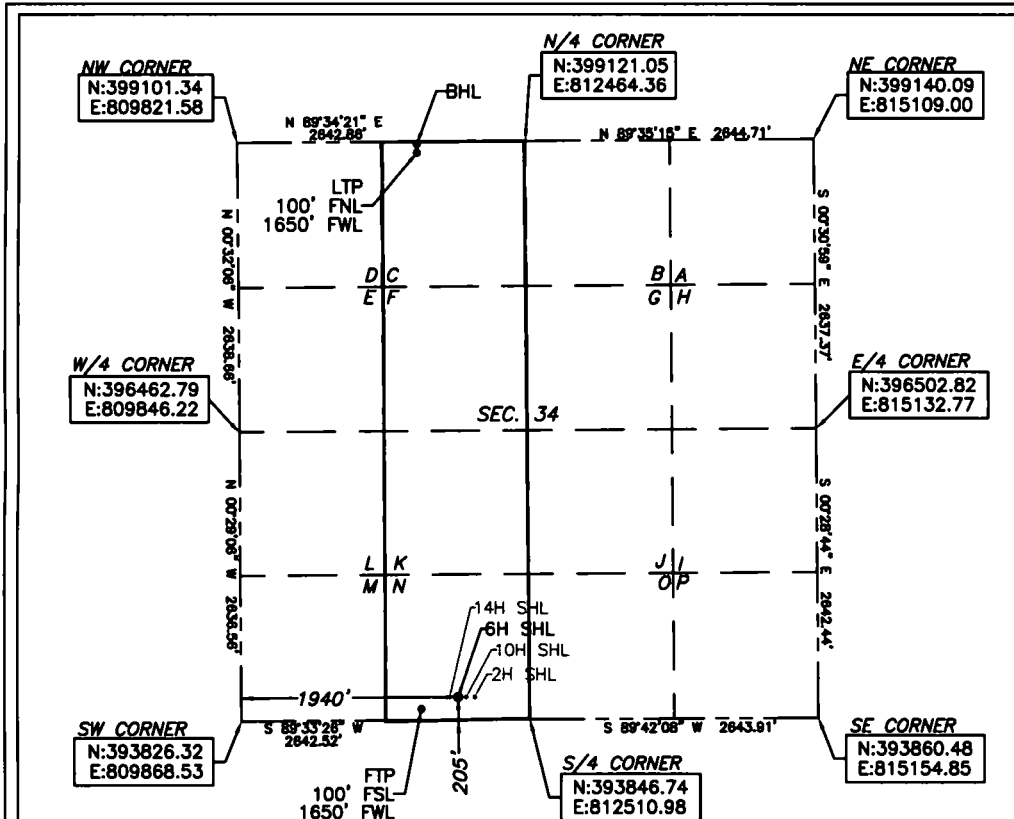 N/4 CORNER
N:399121.05
E:812464.36
NW CORNER
N:399101.34
E:809821.58
NE CORNER
N:399140.09
E:815109.00
BHL
N 89°34'21" E
2642.88'
N 89°35'15" E 2644.71'
LTP
100' FNL
1650' FWL
N 00°32'06" W 2638.66'
S 00°30'59" E 2637.37'
D C
E F
B A
G H
W/4 CORNER
N:396462.79
E:809846.22
E/4 CORNER
N:396502.82
E:815132.77
SEC. 34
N 00°29'06" W 2636.56'
S 00°28'44" E 2642.44'
L K
M N
J I
O P
14H SHL
6H SHL
10H SHL
2H SHL
1940'
205'
SW CORNER
N:393826.32
E:809868.53
S 89°33'26" W
2642.52'
S 89°42'08" W 2643.91'
SE CORNER
N:393860.48
E:815154.85
FTP
100' FSL
1650' FWL
S/4 CORNER
N:393846.74
E:812510.98